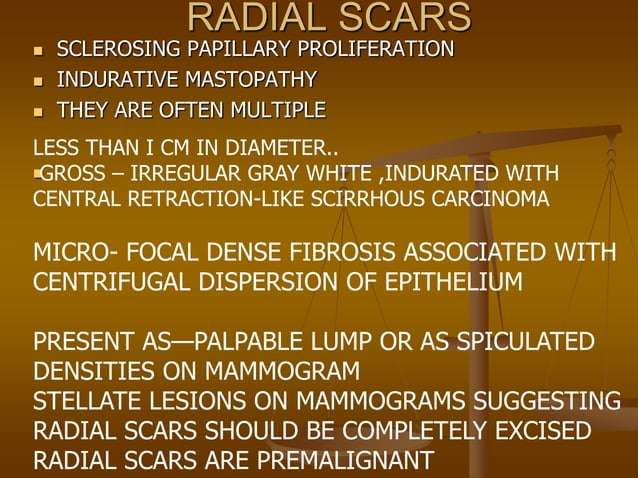 RADIAL SCARS
SCLEROSING PAPILLARY PROLIFERATION
INDURATIVE MASTOPATHY
THEY ARE OFTEN MULTIPLE
LESS THAN I CM IN DIAMETER..
GROSS – IRREGULAR GRAY WHITE ,INDURATED WITH
CENTRAL RETRACTION-LIKE SCIRRHOUS CARCINOMA
MICRO- FOCAL DENSE FIBROSIS ASSOCIATED WITH
CENTRIFUGAL DISPERSION OF EPITHELIUM
PRESENT AS—PALPABLE LUMP OR AS SPICULATED
DENSITIES ON MAMMOGRAM
STELLATE LESIONS ON MAMMOGRAMS SUGGESTING
RADIAL SCARS SHOULD BE COMPLETELY EXCISED
RADIAL SCARS ARE PREMALIGNANT